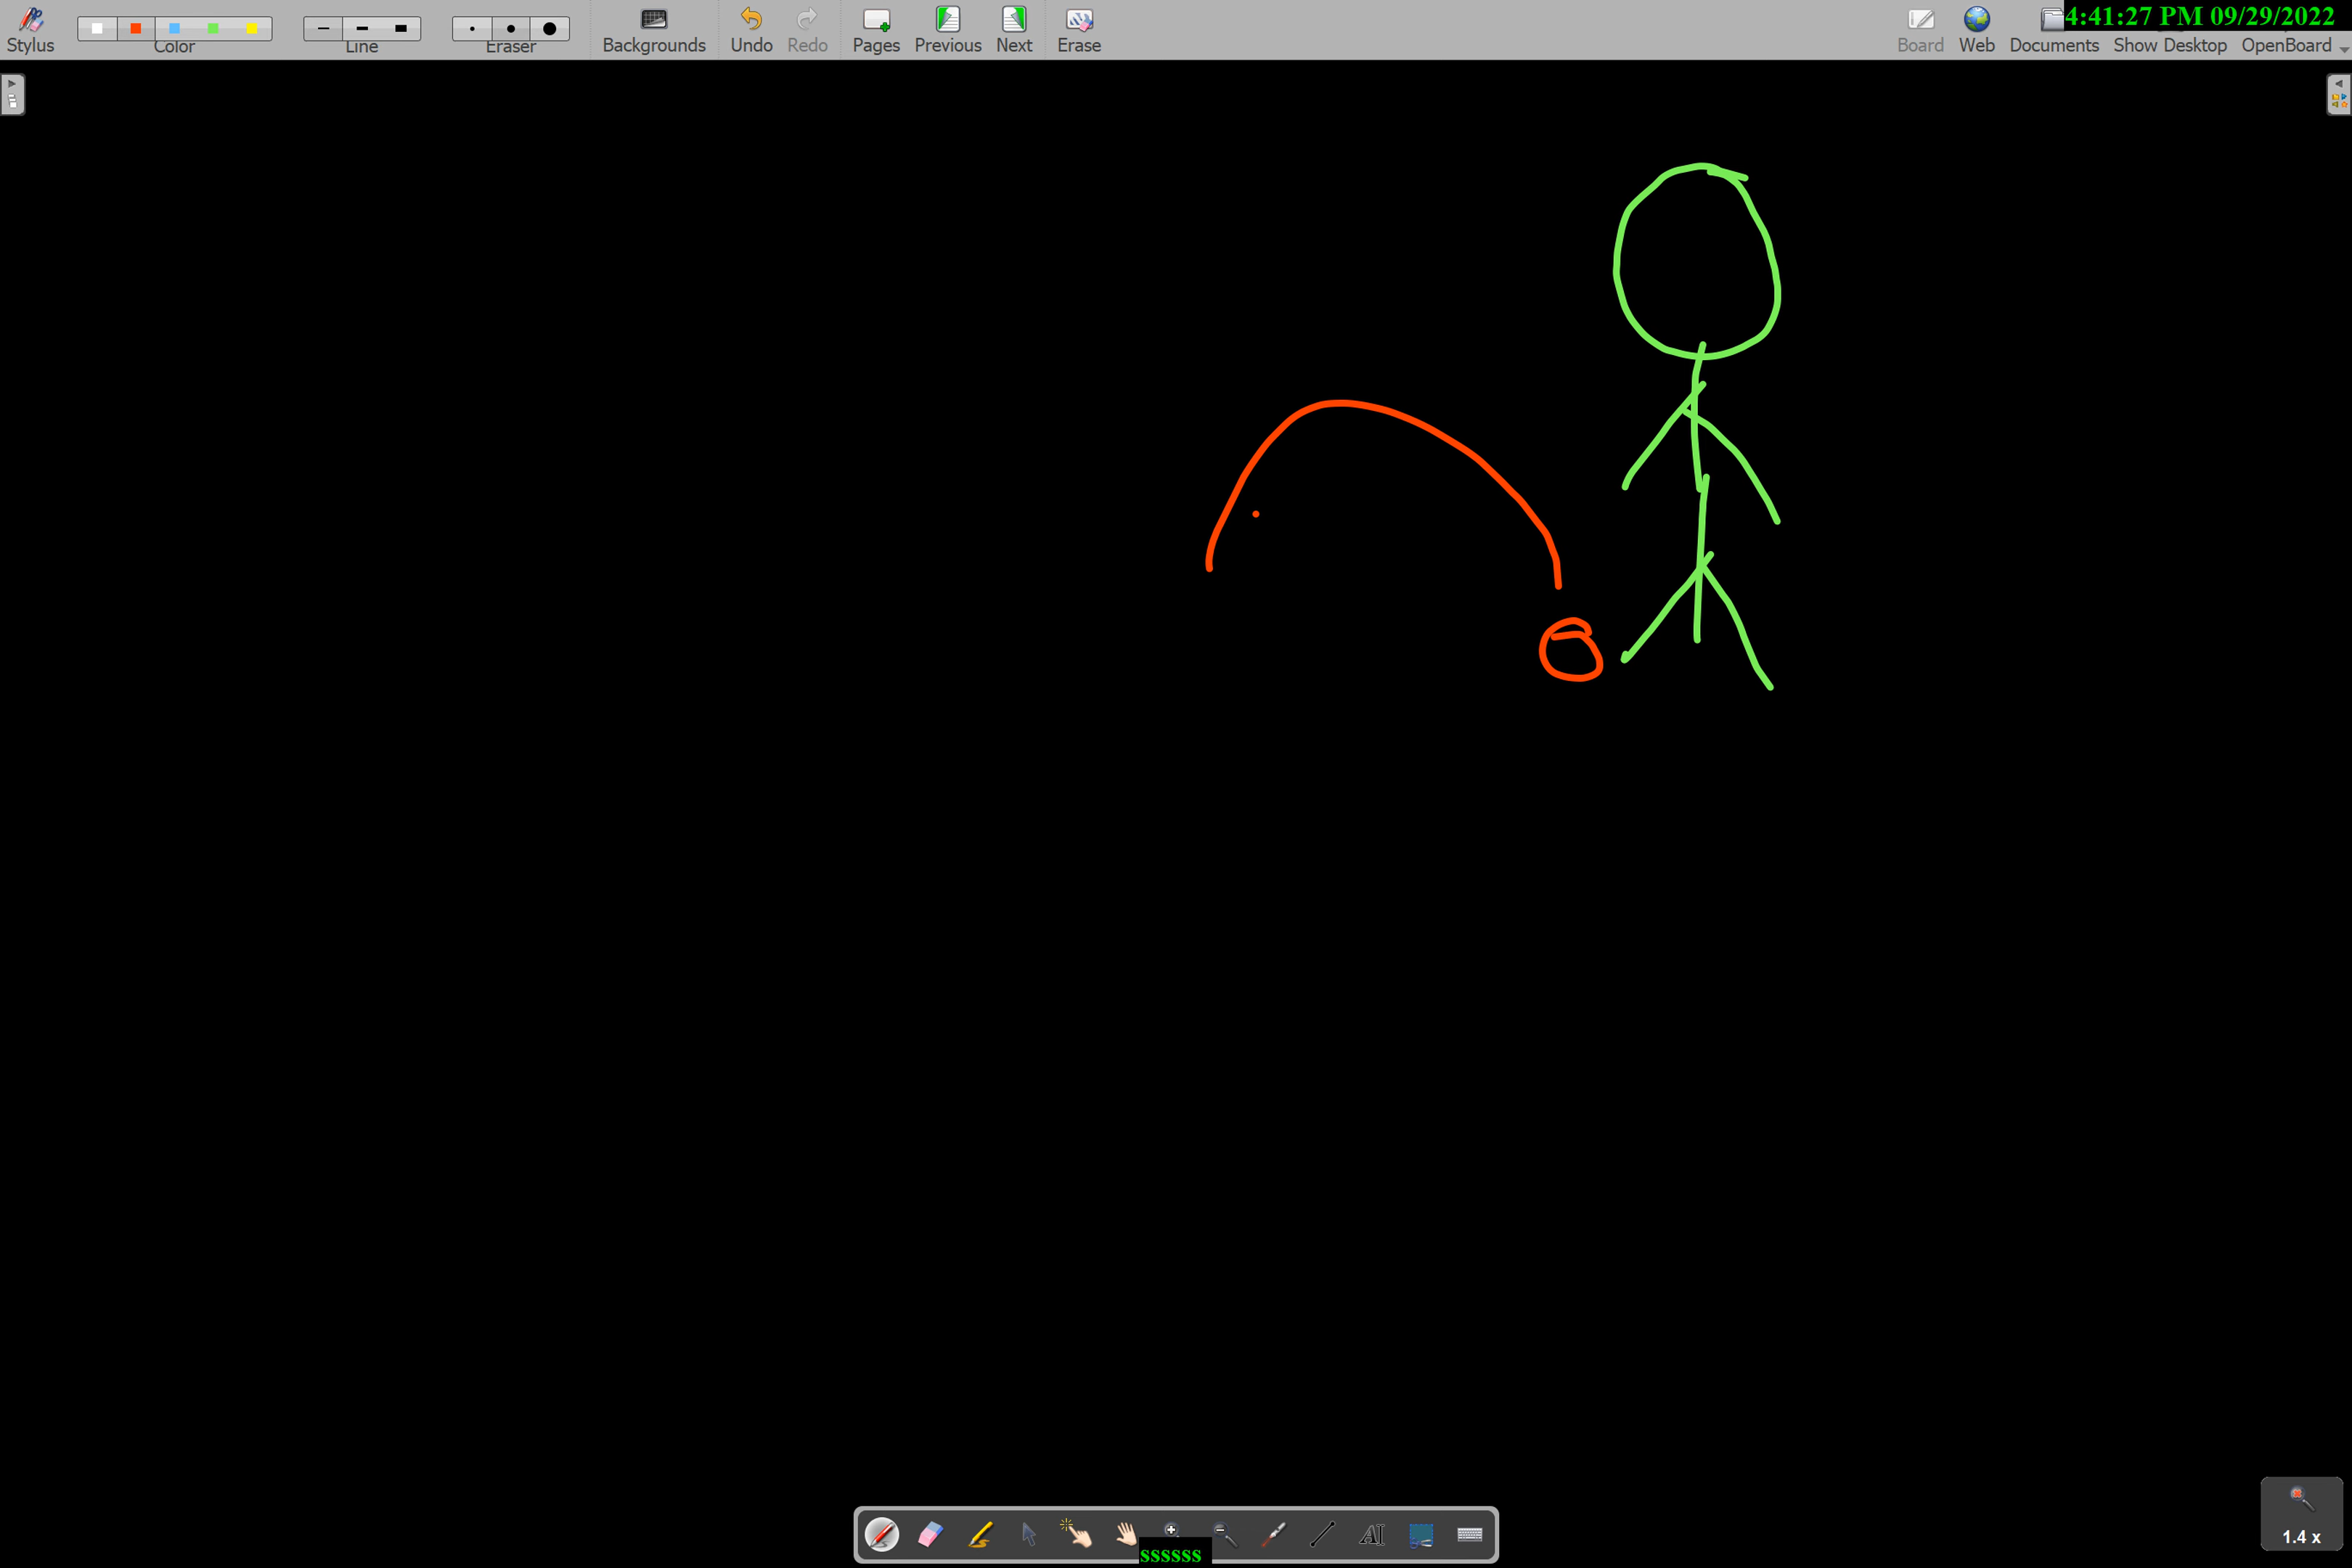 4:41:27 PM 09/29/2022
Stylus Color Line Eraser Backgrounds Undo Redo Pages Previous Next Erase Board Web Documents Show Desktop OpenBoard
AI
ssssss
1.4 x